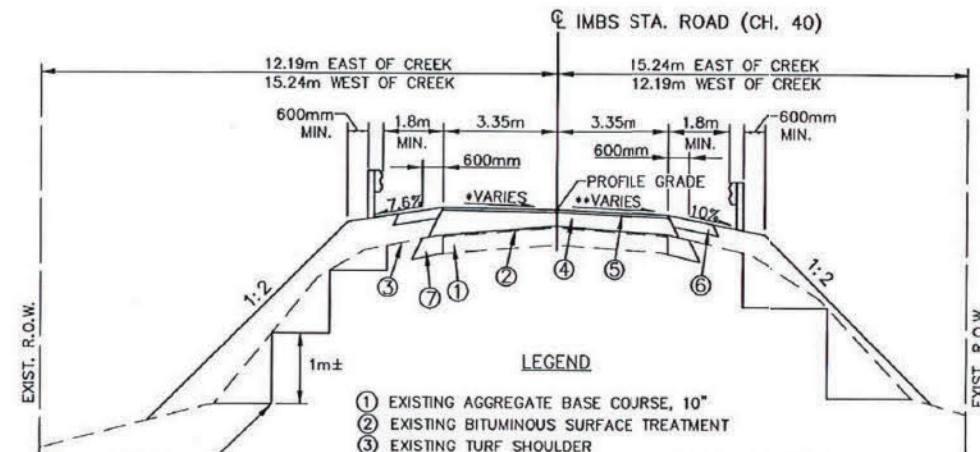 ℄ IMBS STA. ROAD (CH. 40)
12.19m EAST OF CREEK
15.24m WEST OF CREEK
15.24m EAST OF CREEK
12.19m WEST OF CREEK
600mm
MIN.
1.8m
MIN.
3.35m
3.35m
1.8m
MIN.
600mm
MIN.
600mm
600mm
PROFILE GRADE
7.6%
*VARIES
**VARIES
10%
1:2
1:2
③
⑦
①
②
④
⑤
⑥
EXIST. R.O.W.
EXIST. R.O.W.
1m±
LEGEND
① EXISTING AGGREGATE BASE COURSE, 10"
② EXISTING BITUMINOUS SURFACE TREATMENT
③ EXISTING TURF SHOULDER